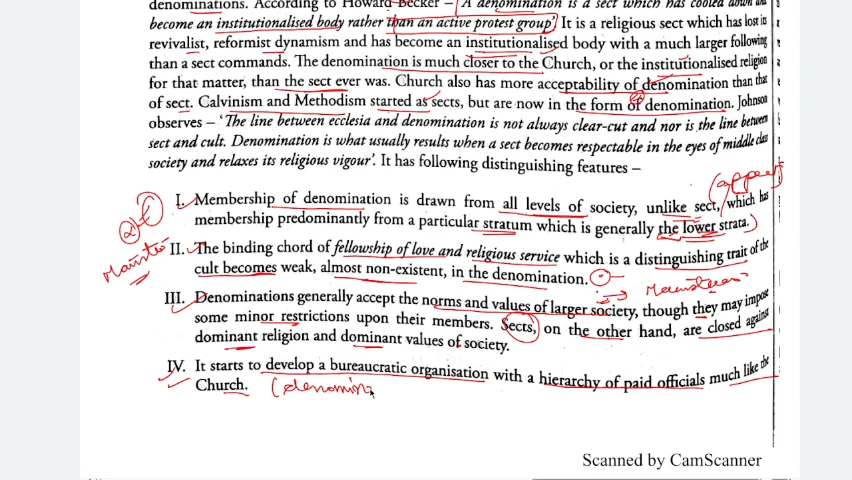 denominations. According to Howard Becker – 'A denomination is a sect which has cooled down and
become an institutionalised body rather than an active protest group'. It is a religious sect which has lost its
revivalist, reformist dynamism and has become an institutionalised body with a much larger following
than a sect commands. The denomination is much closer to the Church, or the institutionalised religion
for that matter, than the sect ever was. Church also has more acceptability of denomination than that
of sect. Calvinism and Methodism started as sects, but are now in the form of denomination. Johnson
observes – 'The line between ecclesia and denomination is not always clear-cut and nor is the line between
sect and cult. Denomination is what usually results when a sect becomes respectable in the eyes of middle class
society and relaxes its religious vigour'. It has following distinguishing features –
I. Membership of denomination is drawn from all levels of society, unlike sect, which has
membership predominantly from a particular stratum which is generally the lower strata.
II. The binding chord of fellowship of love and religious service which is a distinguishing trait of the
cult becomes weak, almost non-existent, in the denomination.
III. Denominations generally accept the norms and values of larger society, though they may impose
some minor restrictions upon their members. Sects, on the other hand, are closed against
dominant religion and dominant values of society.
IV. It starts to develop a bureaucratic organisation with a hierarchy of paid officials much like the
Church. (denomin
Scanned by CamScanner